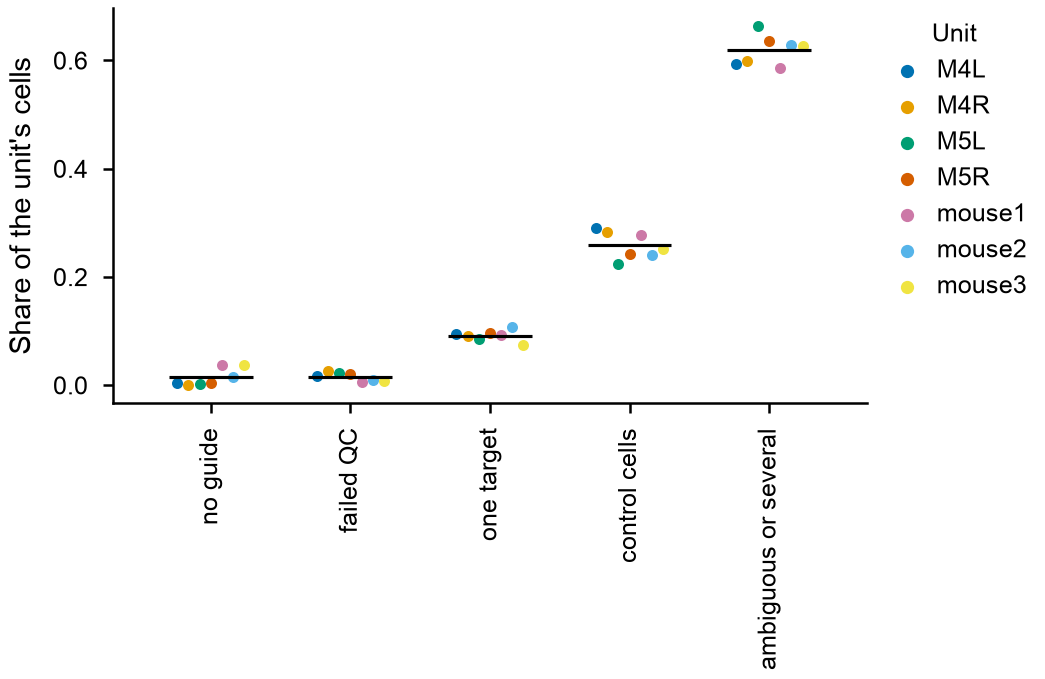 Share of the unit's cells
0.6
0.4
0.2
0.0
no guide
failed QC
one target
control cells
ambiguous or several
Unit
M4L
M4R
M5L
M5R
mouse1
mouse2
mouse3